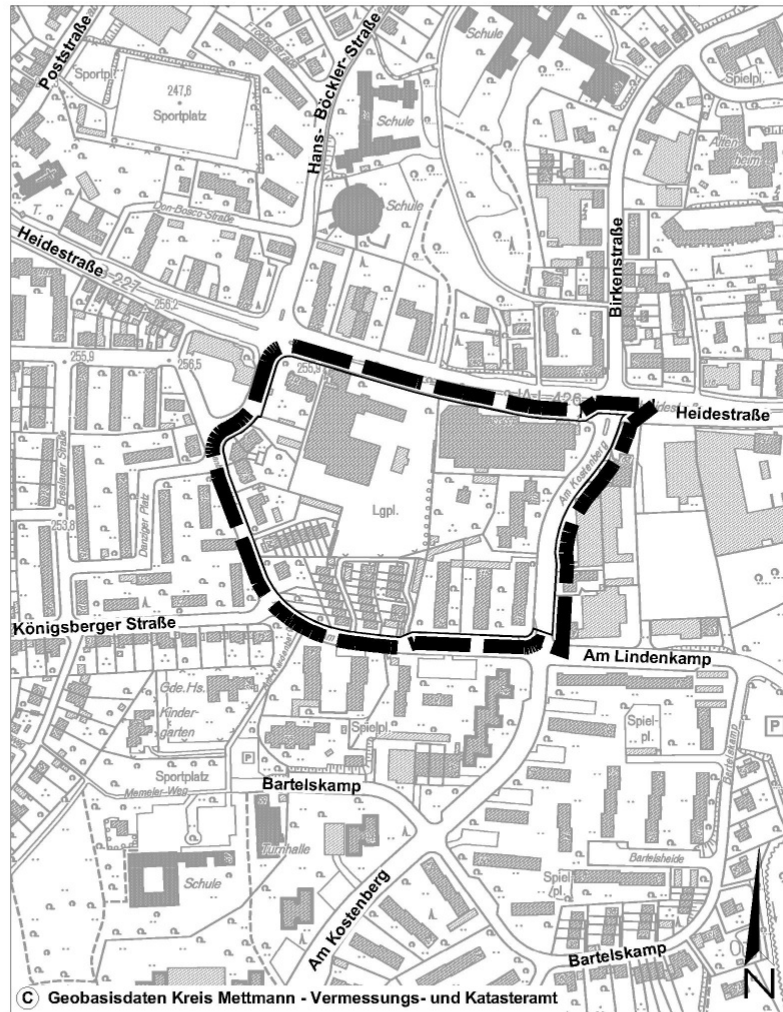 Poststraße
Sportpl.
247,6
Sportplatz
Hans- Böckler-Straße
Schule
Schule
Schule
Spielpl.
Alten
heim
Birkenstraße
Don-Bosco-Straße
T.
Heidestraße
227
256,2
255,9
256,5
255,9
Heidestraße
Am Kostenberg
Breslauer Straße
Danziger Platz
Lgpl.
253,8
Königsberger Straße
Am Lindenkamp
Gde.Hs.
Kinder-
garten
Spielpl.
Spiel-
pl.
Bartelskamp
P
P
Sportplatz
Memeler-Weg
Bartelskamp
Turnhalle
Schule
Bartelsheide
Spiel
pl.
Am Kostenberg
Bartelskamp
N
C Geobasisdaten Kreis Mettmann - Vermessungs- und Katasteramt